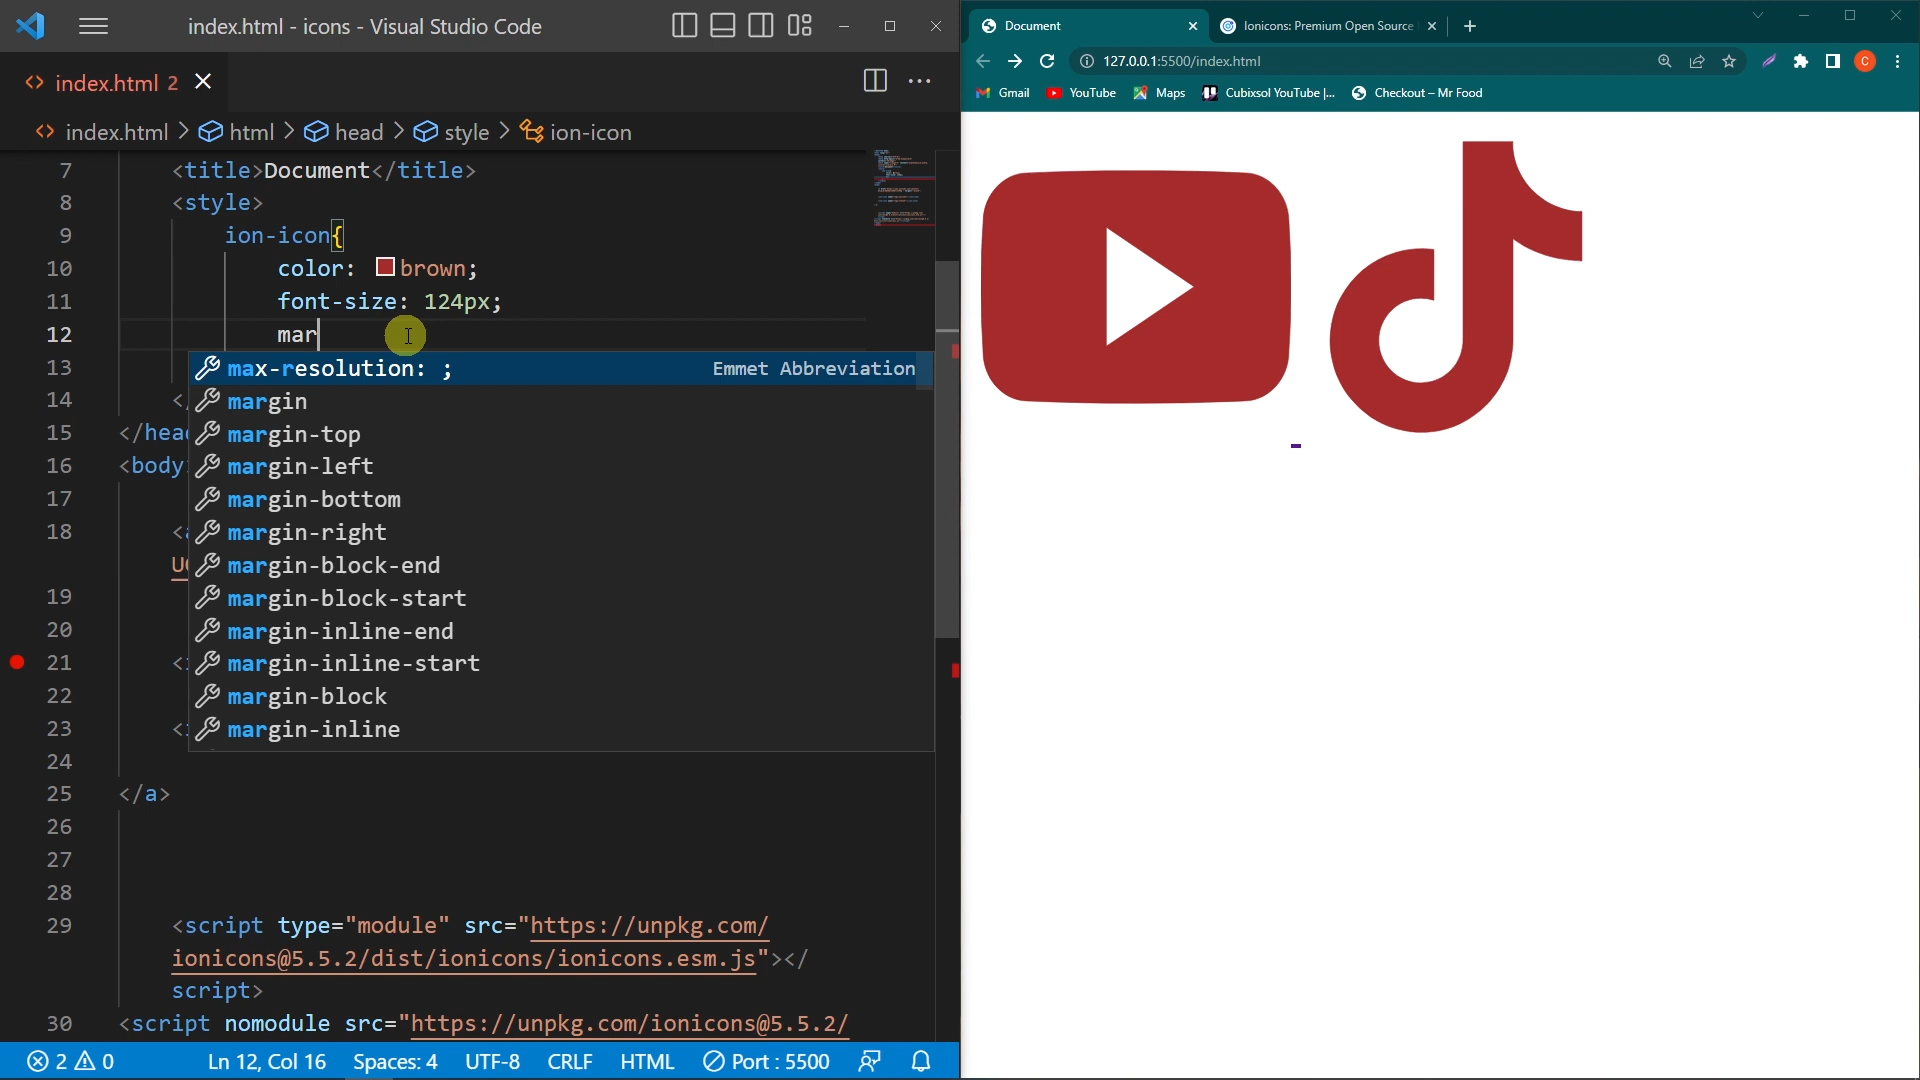 index.html - icons - Visual Studio Code
index.html 2
index.html > html > head > style > ion-icon
7 <title>Document</title>
8 <style>
9 ion-icon{
10 color: brown;
11 font-size: 124px;
12 mar
13
14 </
15 </head
16 <body
17
18 <a
UC
19
20
21 <i
22
23 <i
24
25 </a>
26
27
28
29 <script type="module" src="https://unpkg.com/
ionicons@5.5.2/dist/ionicons/ionicons.esm.js"></
script>
30 <script nomodule src="https://unpkg.com/ionicons@5.5.2/
max-resolution: ; Emmet Abbreviation
margin
margin-top
margin-left
margin-bottom
margin-right
margin-block-end
margin-block-start
margin-inline-end
margin-inline-start
margin-block
margin-inline
2 0 Ln 12, Col 16 Spaces: 4 UTF-8 CRLF HTML Port : 5500
Document Ionicons: Premium Open Source
127.0.0.1:5500/index.html C
Gmail YouTube Maps Cubixsol YouTube |... Checkout – Mr Food